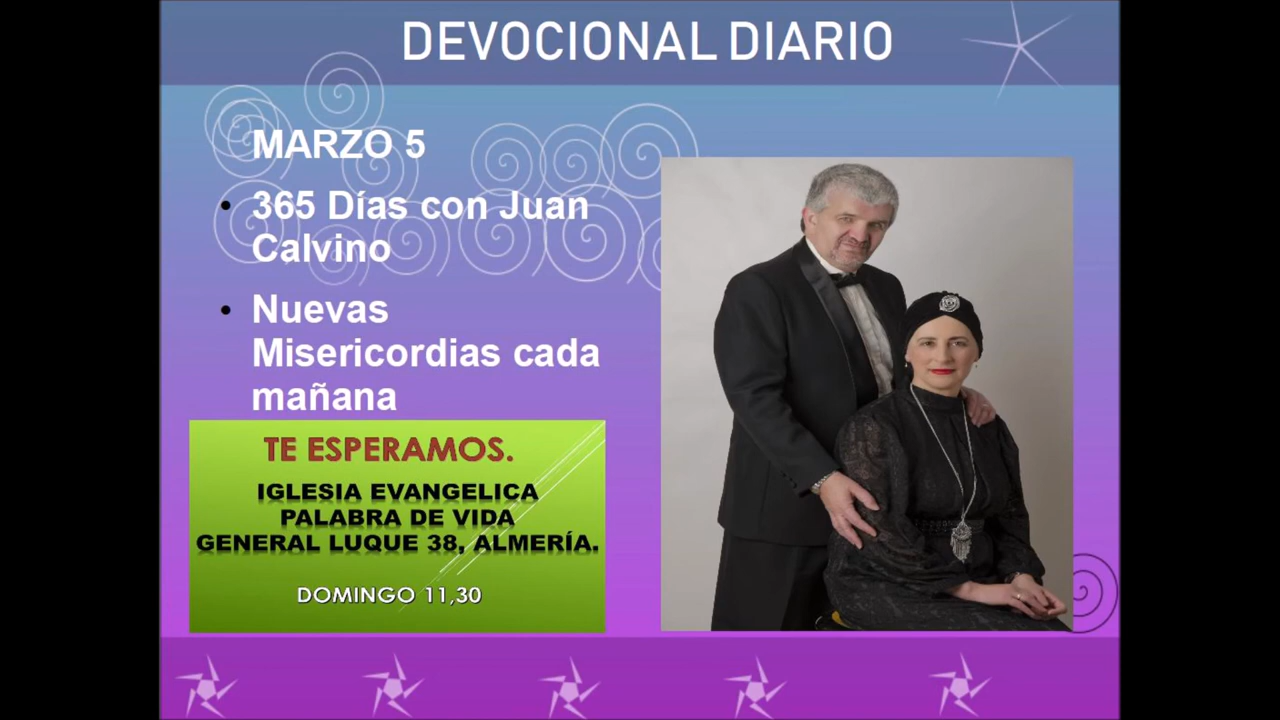 DEVOCIONAL DIARIO
MARZO 5
• 365 Días con Juan
Calvino
• Nuevas
Misericordias cada
mañana
TE ESPERAMOS.
IGLESIA EVANGELICA
PALABRA DE VIDA
GENERAL LUQUE 38, ALMERÍA.
DOMINGO 11,30